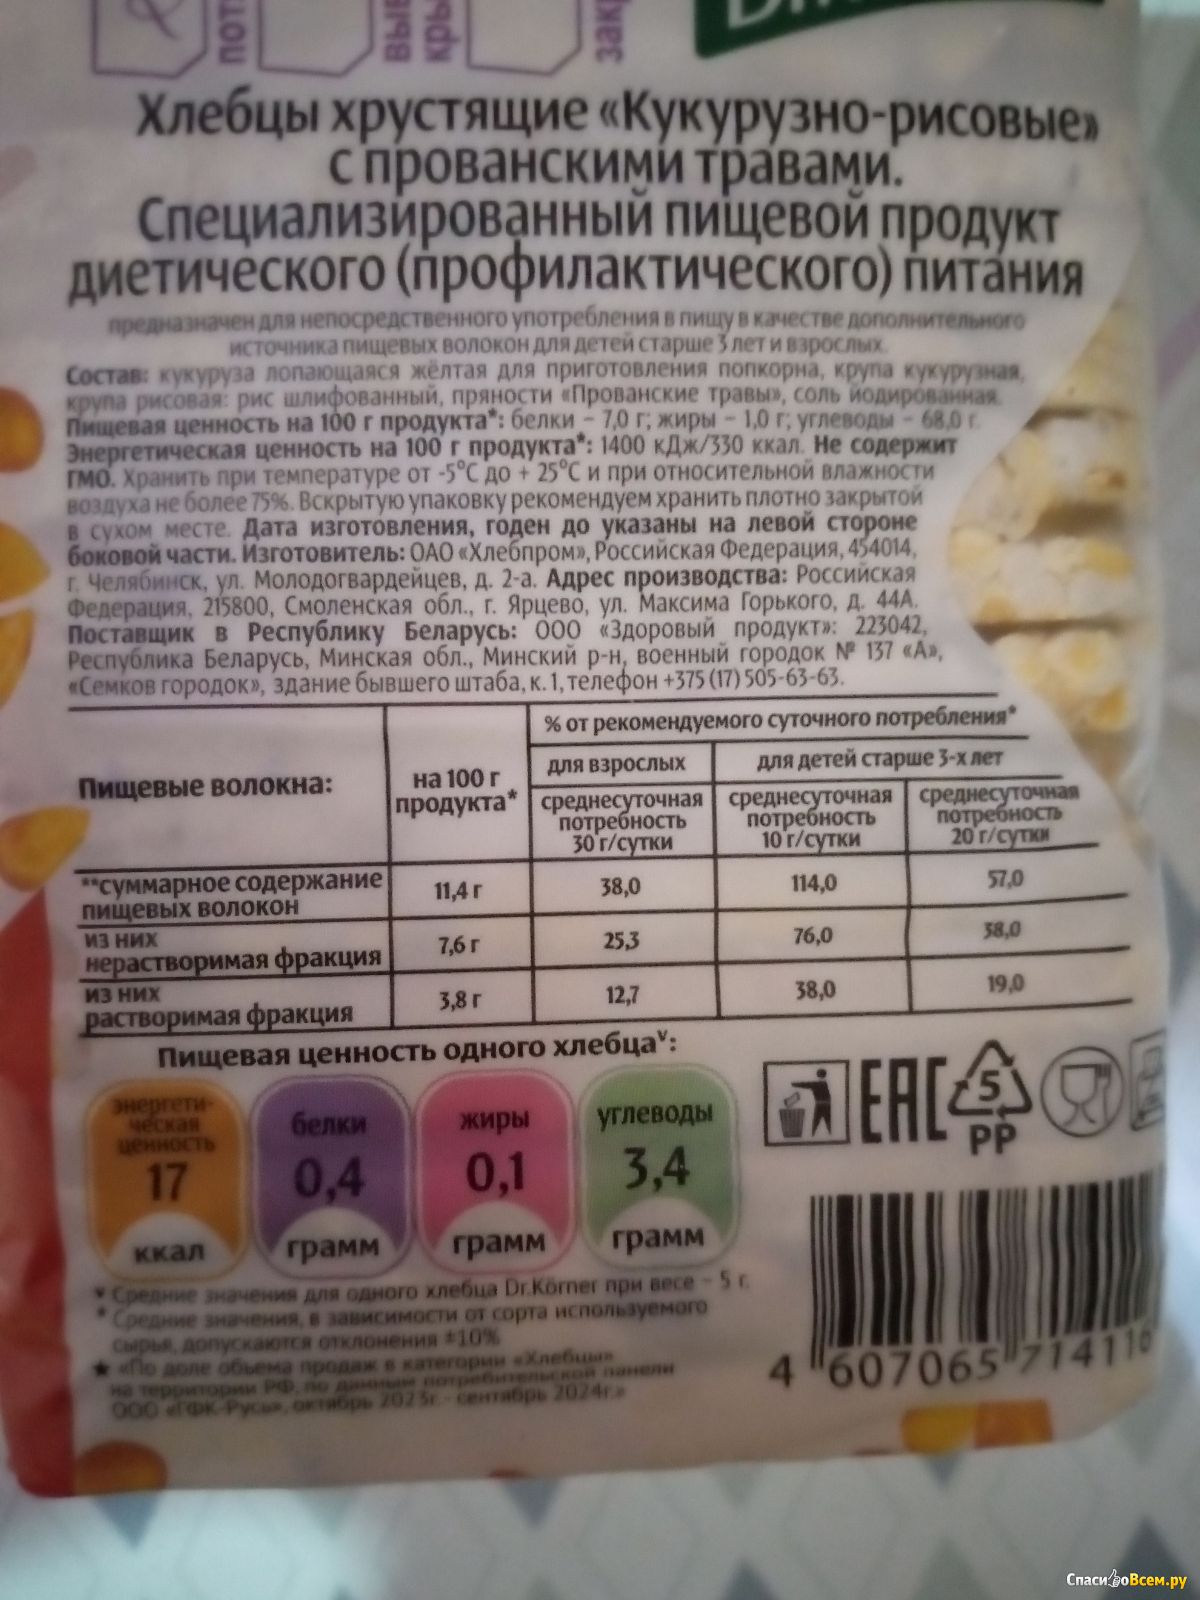 Хлебцы хрустящие «Кукурузно-рисовые»
с прованскими травами.
Специализированный пищевой продукт
диетического (профилактического) питания
предназначен для непосредственного употребления в пищу в качестве дополнительного
источника пищевых волокон для детей старше 3 лет и взрослых.
Состав: кукуруза лопающаяся жёлтая для приготовления попкорна, крупа кукурузная,
крупа рисовая: рис шлифованный, пряности «Прованские травы», соль йодированная.
Пищевая ценность на 100 г продукта*: белки – 7,0 г; жиры – 1,0 г; углеводы – 68,0 г.
Энергетическая ценность на 100 г продукта*: 1400 кДж/330 ккал. Не содержит
ГМО. Хранить при температуре от -5°С до + 25°С и при относительной влажности
воздуха не более 75%. Вскрытую упаковку рекомендуем хранить плотно закрытой
в сухом месте. Дата изготовления, годен до указаны на левой стороне
боковой части. Изготовитель: ОАО «Хлебпром», Российская Федерация, 454014,
г. Челябинск, ул. Молодогвардейцев, д. 2-а. Адрес производства: Российская
Федерация, 215800, Смоленская обл., г. Ярцево, ул. Максима Горького, д. 44А.
Поставщик в Республику Беларусь: ООО «Здоровый продукт»: 223042,
Республика Беларусь, Минская обл., Минский р-н, военный городок № 137 «А»,
«Семков городок», здание бывшего штаба, к. 1, телефон +375 (17) 505-63-63.
Пищевые волокна:
на 100 г
продукта*
% от рекомендуемого суточного потребления*
для взрослых
для детей старше 3-х лет
среднесуточная
потребность
30 г/сутки
среднесуточная
потребность
10 г/сутки
среднесуточная
потребность
20 г/сутки
**суммарное содержание
пищевых волокон
11,4 г
38,0
114,0
57,0
из них
нерастворимая фракция
7,6 г
25,3
76,0
38,0
из них
растворимая фракция
3,8 г
12,7
38,0
19,0
Пищевая ценность одного хлебцаᵛ:
энергети-
ческая
ценность
17
ккал
белки
0,4
грамм
жиры
0,1
грамм
углеводы
3,4
грамм
EAC
5
PP
ᵛ Средние значения для одного хлебца Dr.Körner при весе – 5 г.
* Средние значения, в зависимости от сорта используемого
сырья, допускаются отклонения ±10%
★ «По доле объема продаж в категории «Хлебцы»
на территории РФ, по данным потребительской панели
ООО «ГФК-Русь», октябрь 2023г.- сентябрь 2024г.»
4 607065 714110
СпасибоВсем.ру